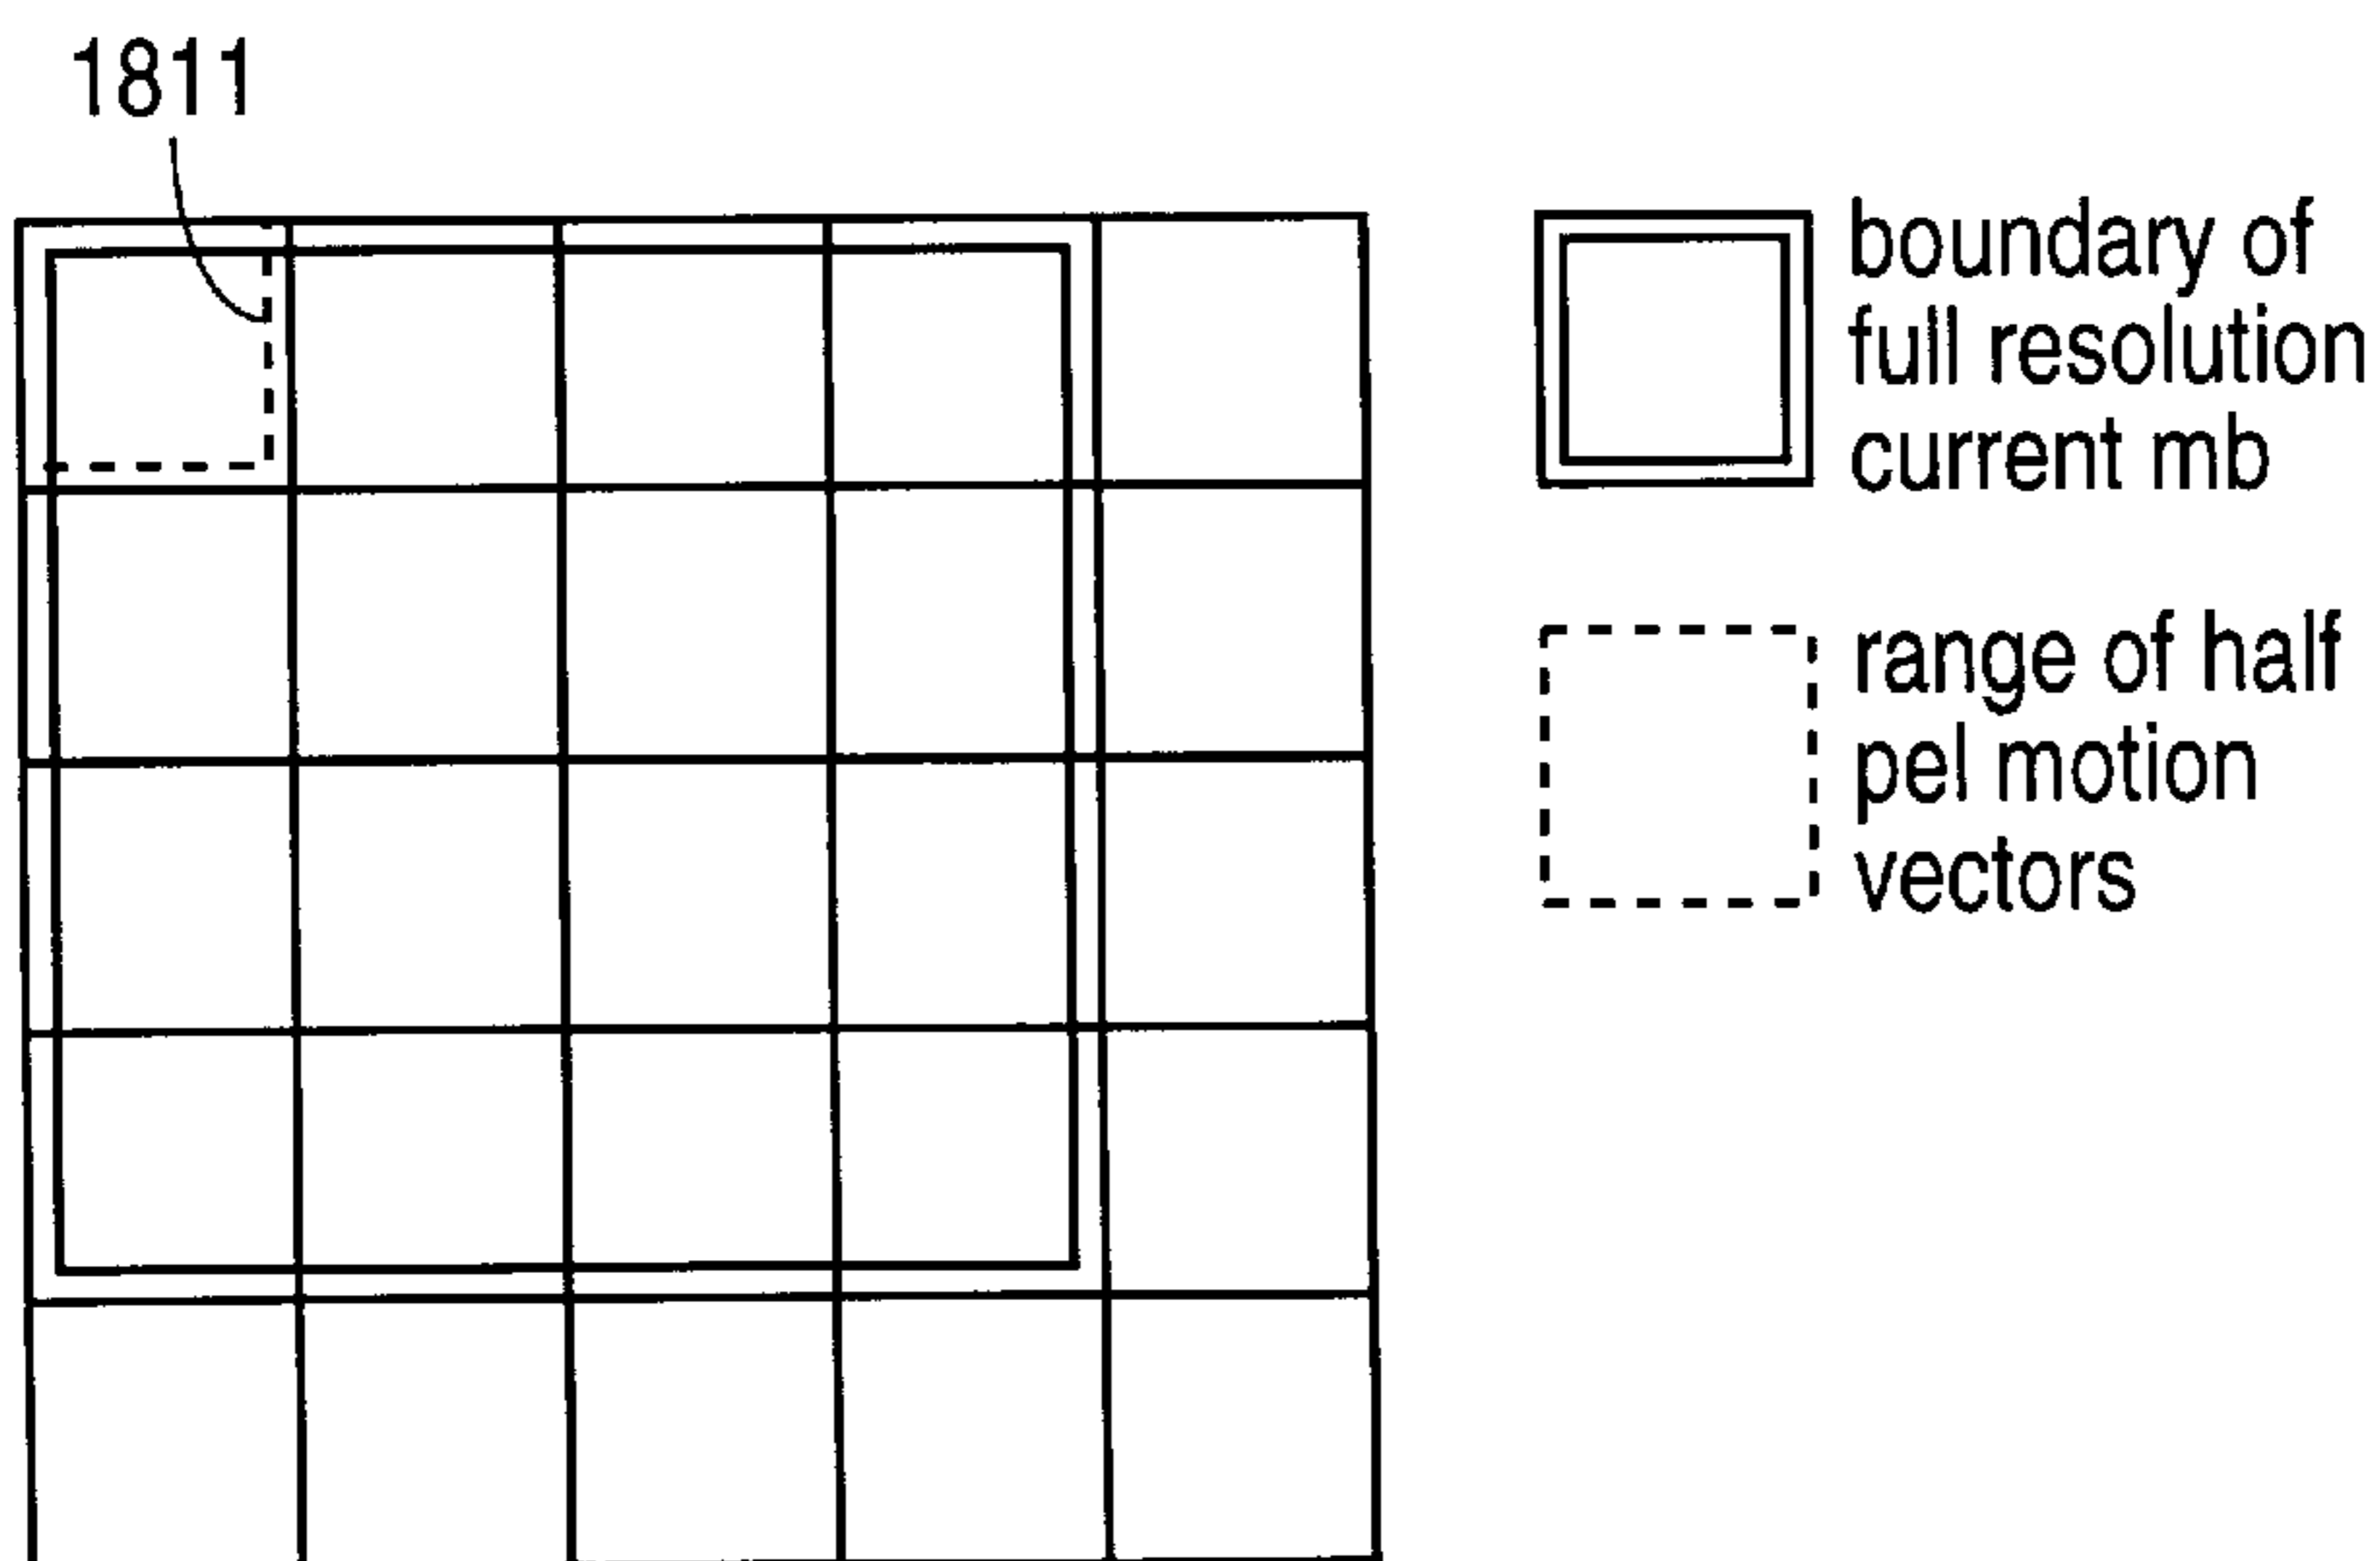 1811
boundary of
full resolution
current mb
range of half
pel motion
vectors